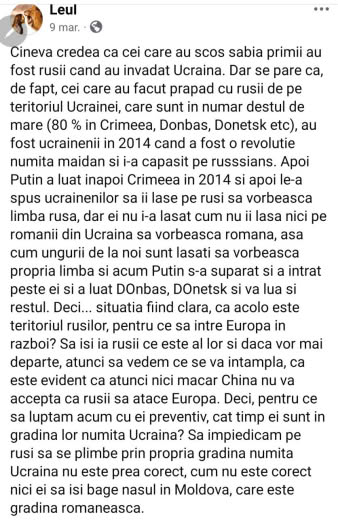 Leul
9 mar.
Cineva credea ca cei care au scos sabia primii au
fost rusii cand au invadat Ucraina. Dar se pare ca,
de fapt, cei care au facut prapad cu rusii de pe
teritoriul Ucrainei, care sunt in numar destul de
mare (80 % in Crimeea, Donbas, Donetsk etc), au
fost ucrainenii in 2014 cand a fost o revolutie
numita maidan si i-a capasit pe russsians. Apoi
Putin a luat inapoi Crimeea in 2014 si apoi le-a
spus ucrainenilor sa ii lase pe rusi sa vorbeasca
limba rusa, dar ei nu i-a lasat cum nu ii lasa nici pe
romanii din Ucraina sa vorbeasca romana, asa
cum ungurii de la noi sunt lasati sa vorbeasca
propria limba si acum Putin s-a suparat si a intrat
peste ei si a luat DOnbas, DOnetsk si va lua si
restul. Deci... situatia fiind clara, ca acolo este
teritoriul rusilor, pentru ce sa intre Europa in
razboi? Sa isi ia rusii ce este al lor si daca vor mai
departe, atunci sa vedem ce se va intampla, ca
este evident ca atunci nici macar China nu va
accepta ca rusii sa atace Europa. Deci, pentru ce
sa luptam acum cu ei preventiv, cat timp ei sunt in
gradina lor numita Ucraina? Sa impiedicam pe
rusi sa se plimbe prin propria gradina numita
Ucraina nu este prea corect, cum nu este corect
nici ei sa isi bage nasul in Moldova, care este
gradina romaneasca.